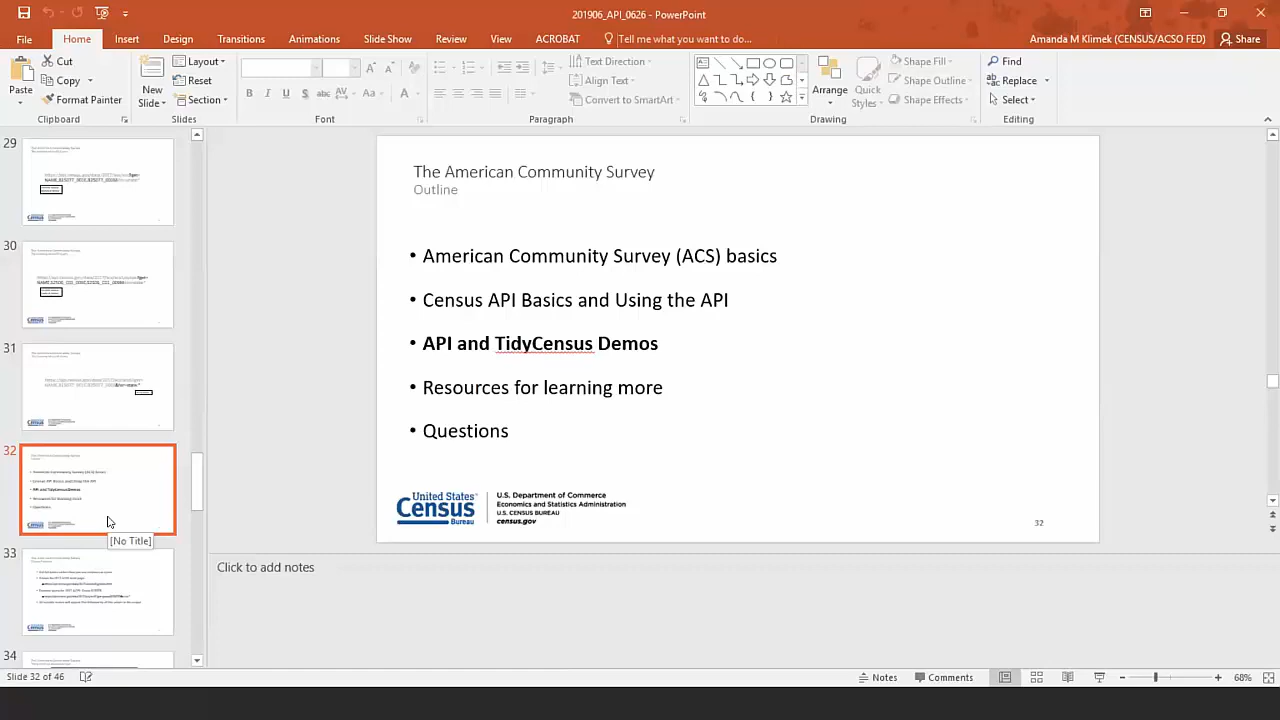 201906_API_0626 - PowerPoint
File Home Insert Design Transitions Animations Slide Show Review View ACROBAT Tell me what you want to do... Amanda M Klimek (CENSUS/ACSO FED) Share
Paste
Cut
Copy
Format Painter
Clipboard
New
Slide
Layout
Reset
Section
Slides
B I U S abc AV Aa A
Font
Text Direction
Align Text
Convert to SmartArt
Paragraph
Arrange
Quick
Styles
Shape Fill
Shape Outline
Shape Effects
Drawing
Find
Replace
Select
Editing
29
30
31
32
33
34
[No Title]
The American Community Survey
Outline
• American Community Survey (ACS) basics
• Census API Basics and Using the API
• API and TidyCensus Demos
• Resources for learning more
• Questions
United States
Census
Bureau
U.S. Department of Commerce
Economics and Statistics Administration
U.S. CENSUS BUREAU
census.gov
32
Click to add notes
Slide 32 of 46
Notes
Comments
68%